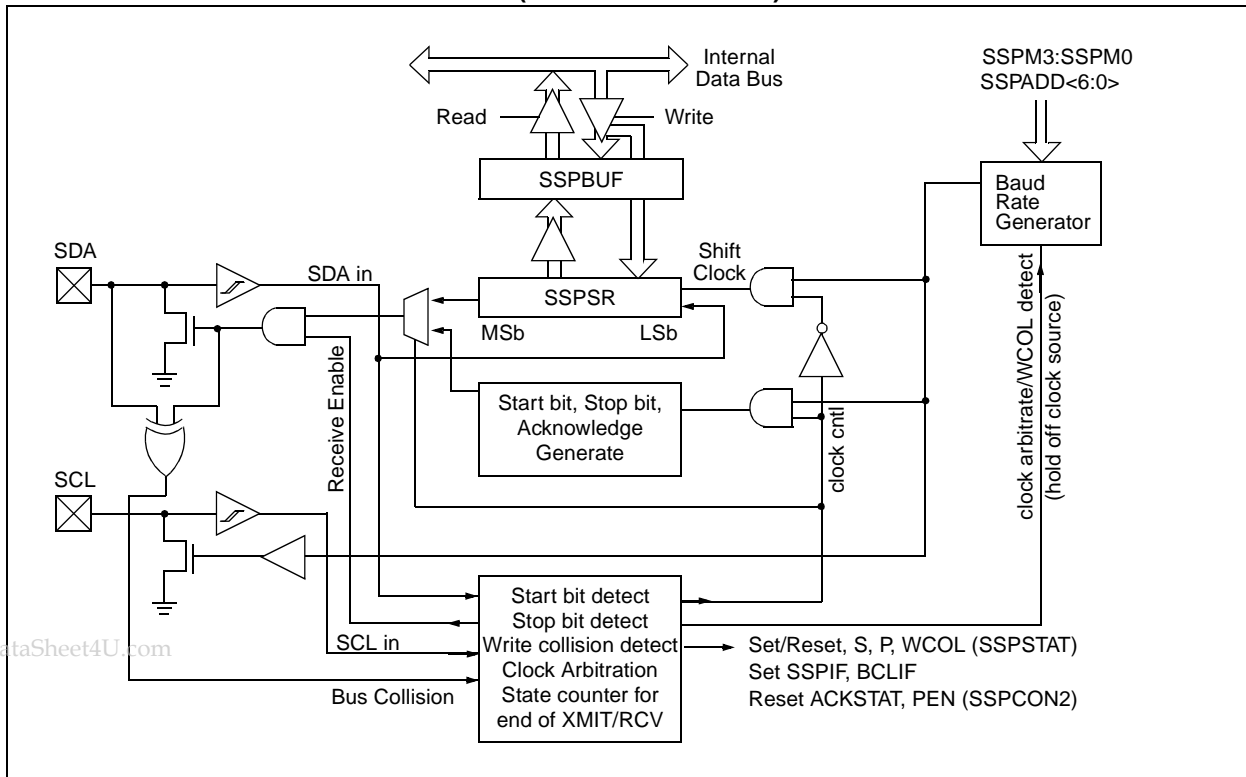 Internal
Data Bus
SSPM3:SSPM0
SSPADD<6:0>
Read
Write
SSPBUF
Baud
Rate
Generator
SDA
SDA in
Shift
Clock
SSPSR
MSb
LSb
Receive Enable
Start bit, Stop bit,
Acknowledge
Generate
clock cntl
clock arbitrate/WCOL detect
(hold off clock source)
SCL
SCL in
Bus Collision
Start bit detect
Stop bit detect
Write collision detect
Clock Arbitration
State counter for
end of XMIT/RCV
Set/Reset, S, P, WCOL (SSPSTAT)
Set SSPIF, BCLIF
Reset ACKSTAT, PEN (SSPCON2)
ataSheet4U.com